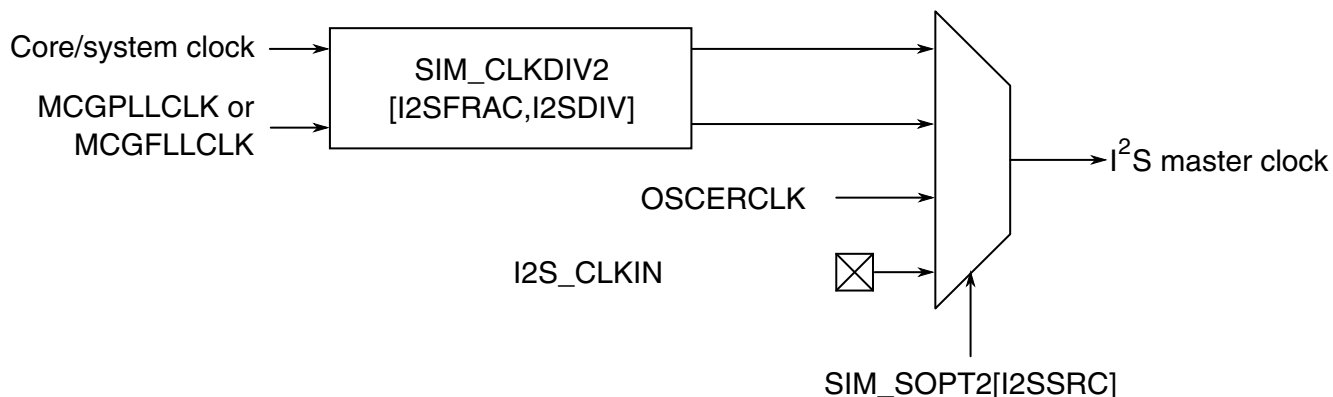 Core/system clock
SIM_CLKDIV2
[I2SFRAC,I2SDIV]
MCGPLLCLK or
MCGFLLCLK
I²S master clock
OSCERCLK
I2S_CLKIN
SIM_SOPT2[I2SSRC]